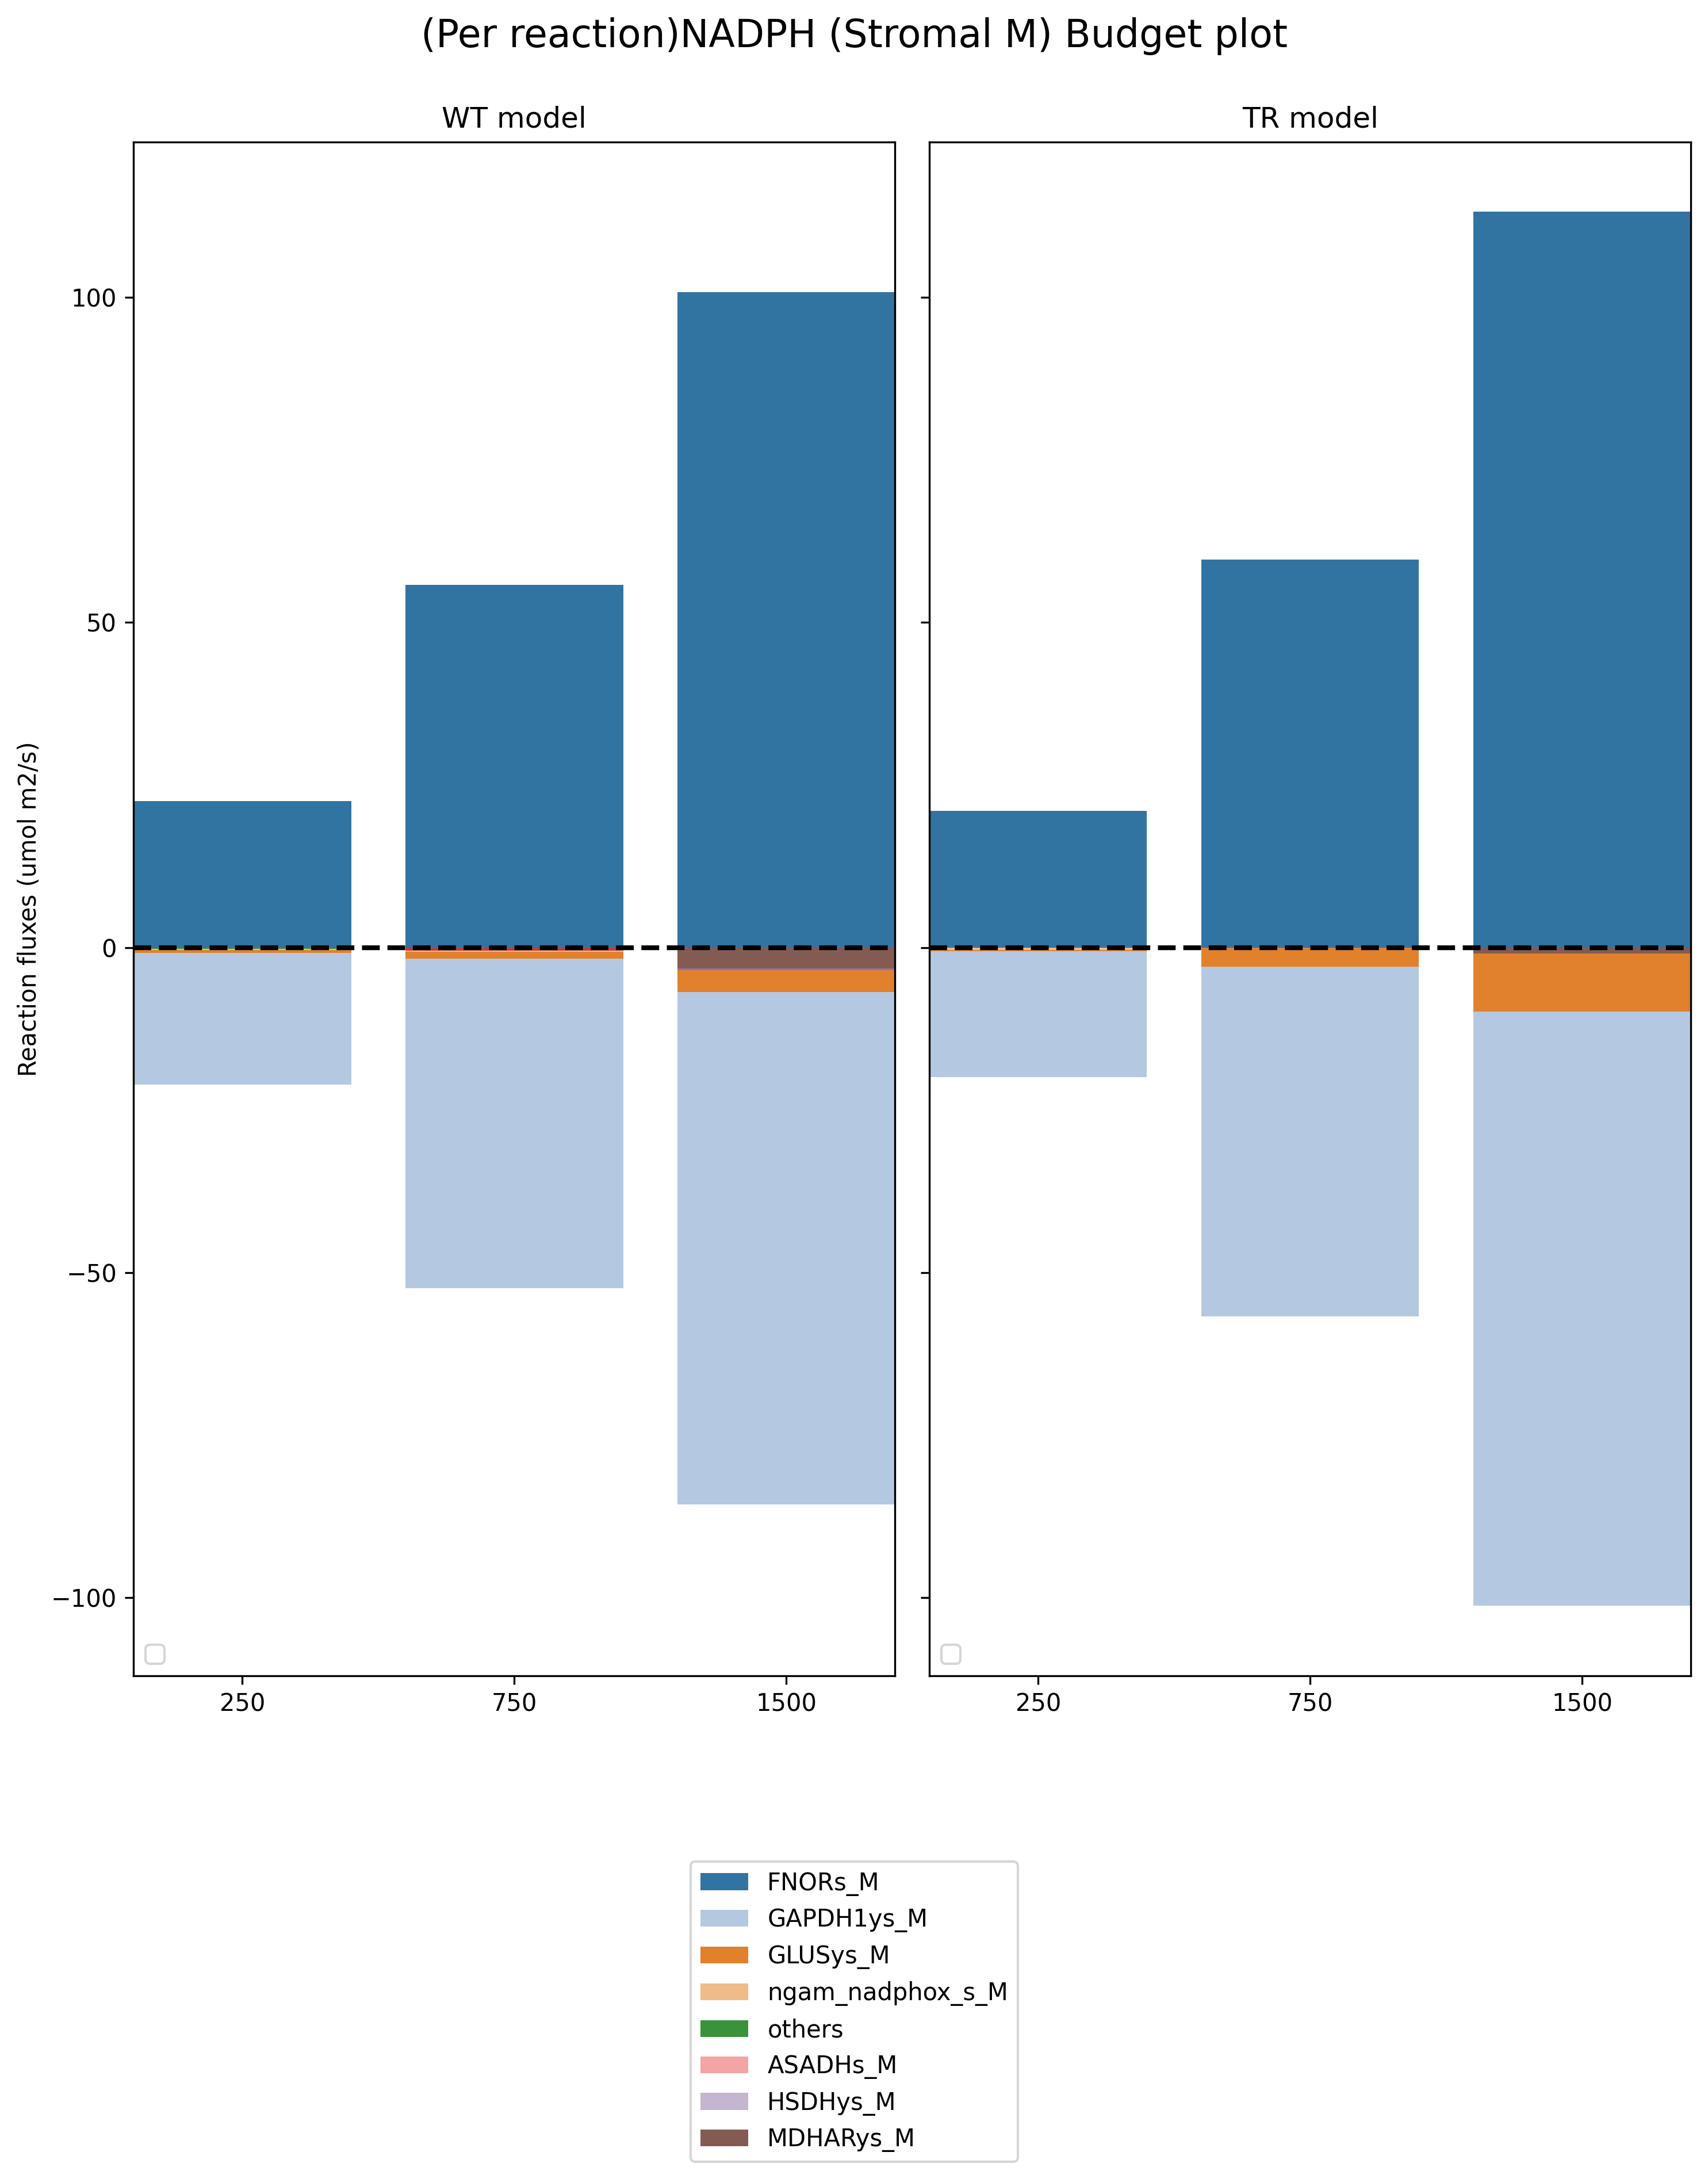 (Per reaction)NADPH (Stromal M) Budget plot
WT model
TR model
Reaction fluxes (umol m2/s)
100
50
0
−50
−100
250
750
1500
250
750
1500
FNORs_M
GAPDH1ys_M
GLUSys_M
ngam_nadphox_s_M
others
ASADHs_M
HSDHys_M
MDHARys_M